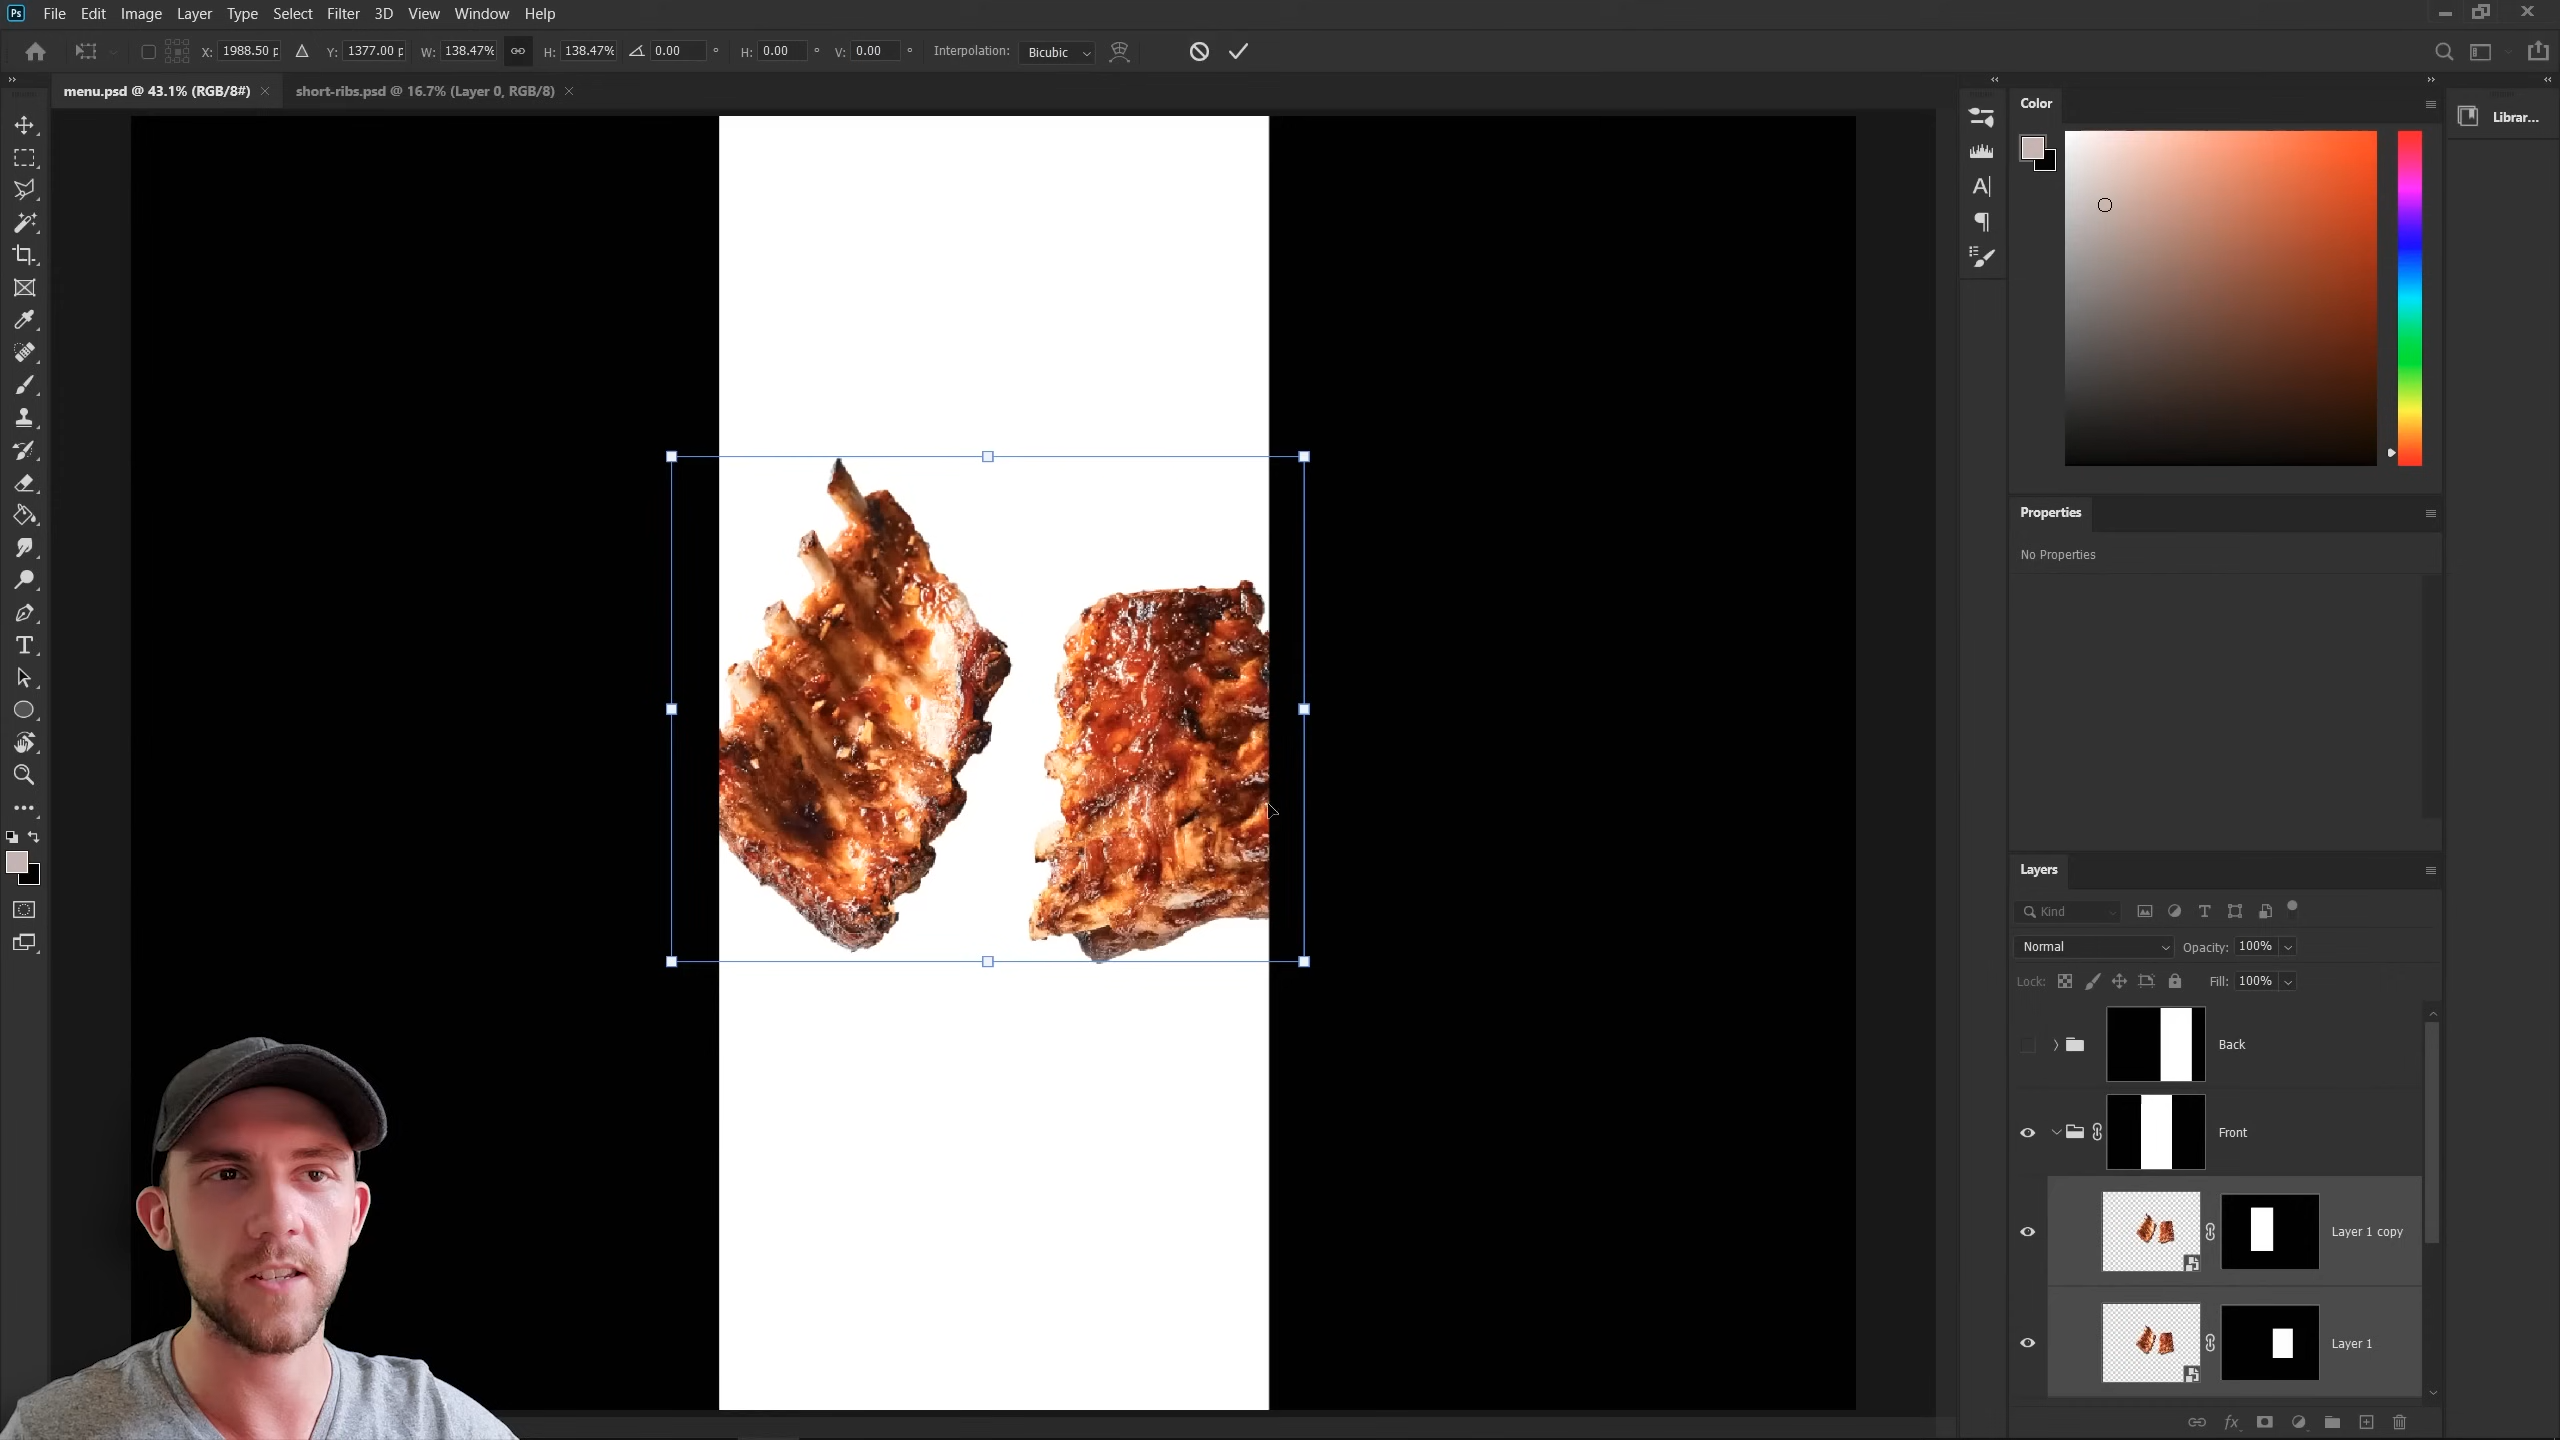 Ps File Edit Image Layer Type Select Filter 3D View Window Help
X: 1988.50 p Y: 1377.00 p W: 138.47% H: 138.47% 0.00 ° H: 0.00 ° V: 0.00 ° Interpolation: Bicubic
menu.psd @ 43.1% (RGB/8#) × short-ribs.psd @ 16.7% (Layer 0, RGB/8) ×
Color
Librar...
Properties
No Properties
Layers
Kind
Normal Opacity: 100%
Lock: Fill: 100%
Back
Front
Layer 1 copy
Layer 1